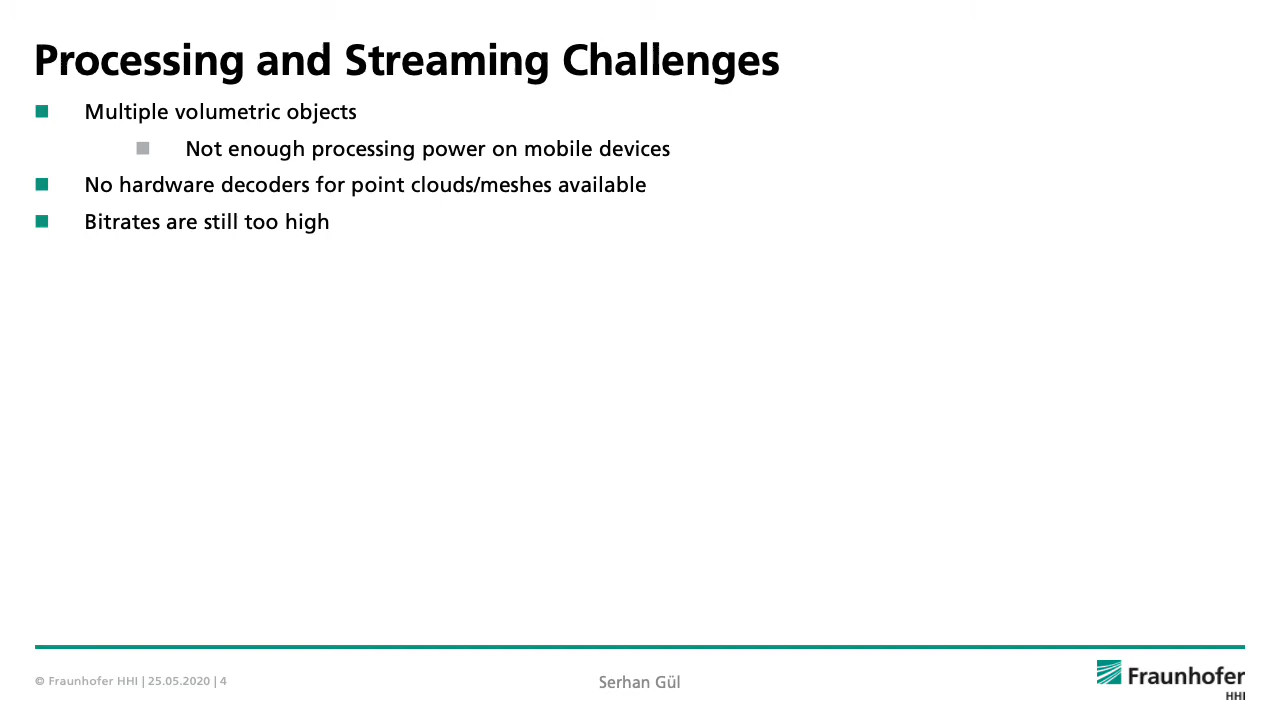 Processing and Streaming Challenges
Multiple volumetric objects
Not enough processing power on mobile devices
No hardware decoders for point clouds/meshes available
Bitrates are still too high
© Fraunhofer HHI | 25.05.2020 | 4
Serhan Gül
Fraunhofer
HHI